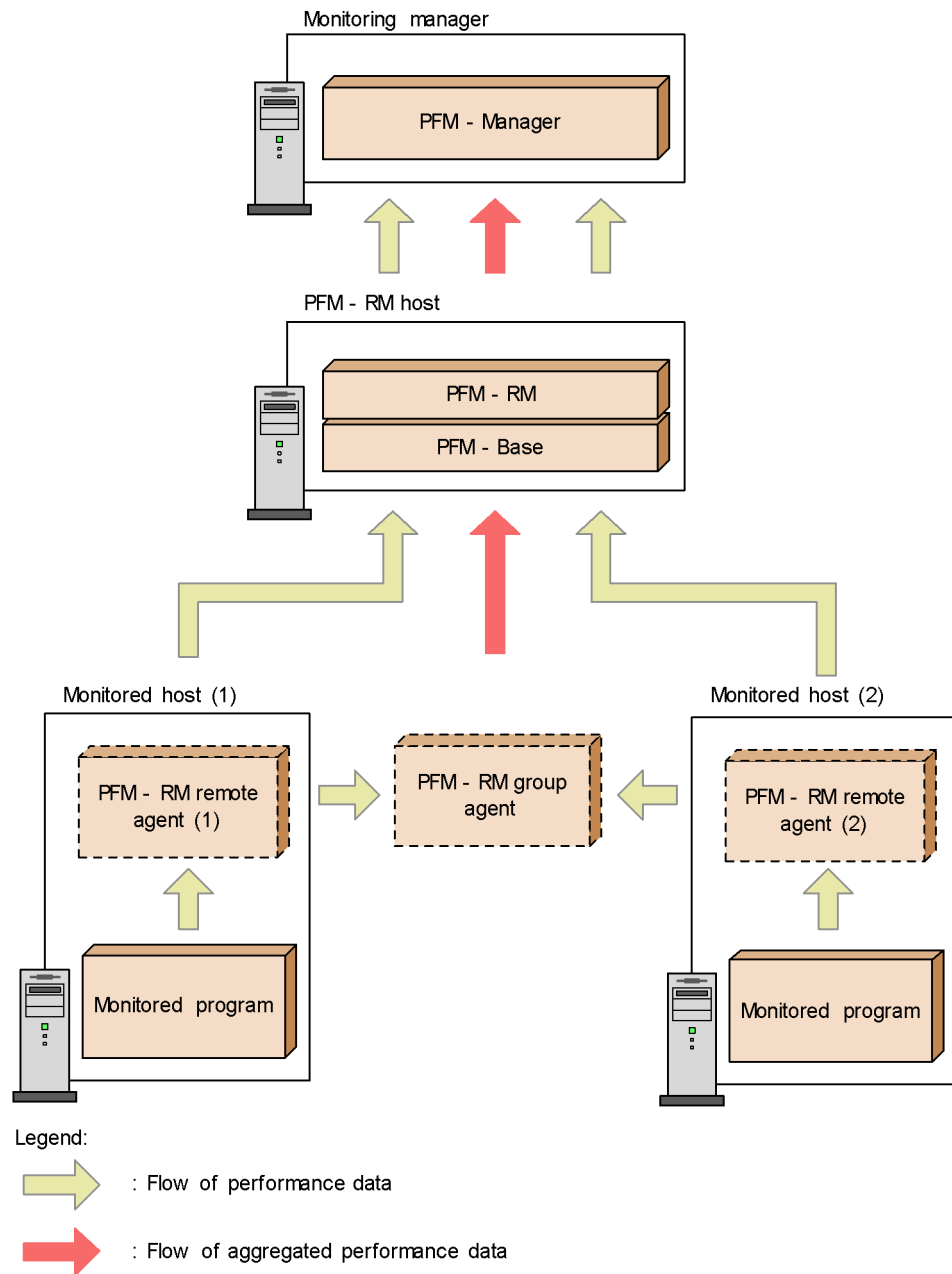 Monitoring manager
PFM - Manager
PFM - RM host
PFM - RM
PFM - Base
Monitored host (1)
Monitored host (2)
PFM - RM remote
agent (1)
PFM - RM group
agent
PFM - RM remote
agent (2)
Monitored program
Monitored program
Legend:
: Flow of performance data
: Flow of aggregated performance data